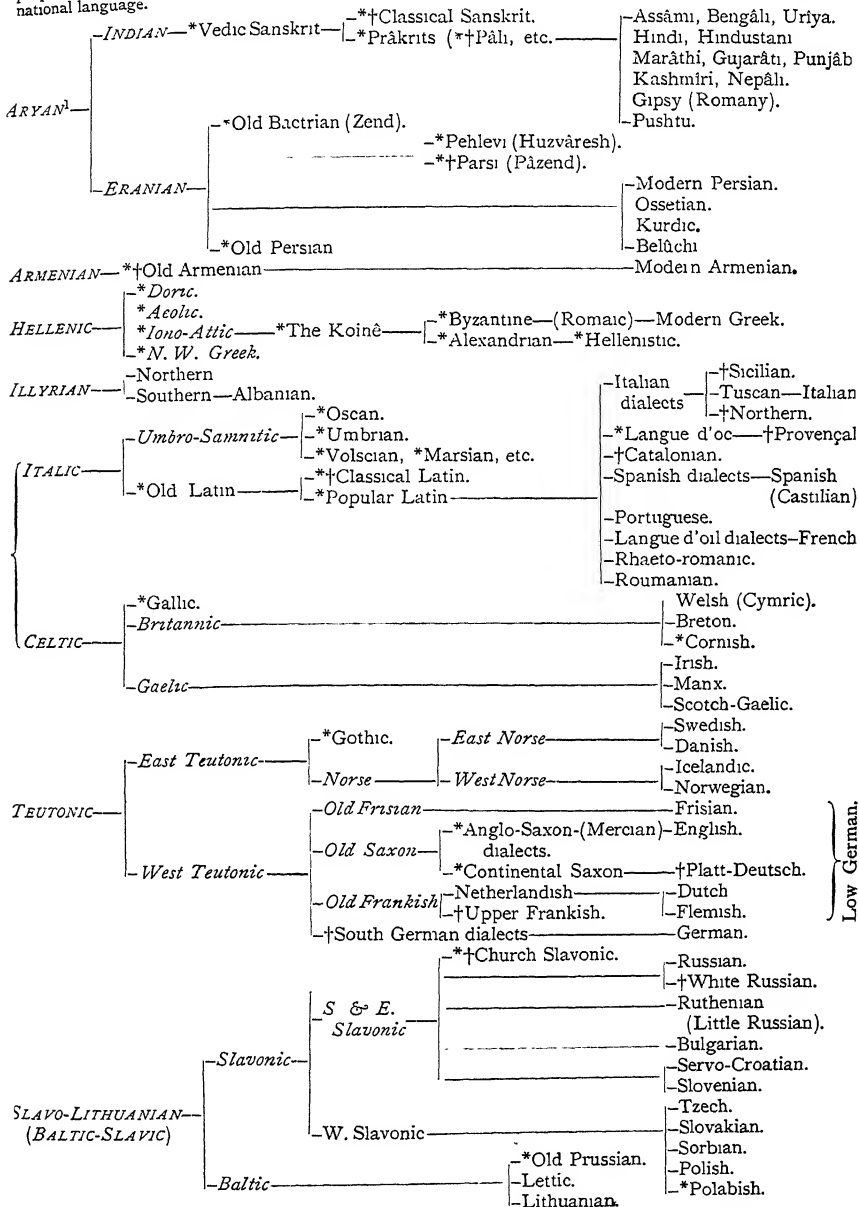 national language.
–INDIAN—*Vedic Sanskrit —*†Classical Sanskrit. –Assâmi, Bengâli, Urîya.
–*Prâkrits (*†Pâli, etc. Hindi, Hindustani
Marâthi, Gujarâti, Punjâb
Kashmîri, Nepâli.
ARYAN¹— Gipsy (Romany).
–*Old Bactrian (Zend). –Pushtu.
–*Pehlevi (Huzvâresh).
–*†Parsi (Pâzend).
–ERANIAN— –Modern Persian.
Ossetian.
Kurdic.
–*Old Persian –Belûchi
ARMENIAN—*†Old Armenian —Modern Armenian.
–*Doric.
*Aeolic.
HELLENIC— *Iono-Attic—*The Koinê— –*Byzantine—(Romaic)—Modern Greek.
–*N. W. Greek. –*Alexandrian—*Hellenistic.
ILLYRIAN— –Northern
–Southern—Albanian.
–Italian dialects –†Sicilian.
–Tuscan—Italian
–†Northern.
–Umbro-Samnitic— –*Oscan.
–*Umbrian.
–*Volscian, *Marsian, etc. –*Langue d'oc—†Provençal
ITALIC— –†Catalonian.
–*Old Latin— –*†Classical Latin. –Spanish dialects—Spanish
–*Popular Latin— (Castilian)
–Portuguese.
–Langue d'oil dialects–French
–Rhaeto-romanic.
–Roumanian.
–*Gallic. Welsh (Cymric).
–Britannic— –Breton.
CELTIC— –*Cornish.
–Irish.
–Gaelic— –Manx.
–Scotch-Gaelic.
–East Teutonic— –*Gothic. –East Norse— –Swedish.
–Danish.
–Norse— –West Norse— –Icelandic.
–Norwegian.
TEUTONIC— –Old Frisian— –Frisian.
–Old Saxon— –*Anglo-Saxon-(Mercian)–English.
dialects.
–West Teutonic— –*Continental Saxon—†Platt-Deutsch.
–Old Frankish –Netherlandish— –Dutch
–†Upper Frankish. –Flemish.
Low German.
–†South German dialects— German.
–*†Church Slavonic.
–Russian.
–†White Russian.
–S & E. Slavonic— –Ruthenian
(Little Russian).
–Bulgarian.
–Slavonic— –Servo-Croatian.
–Slovenian.
SLAVO-LITHUANIAN— –Tzech.
(BALTIC-SLAVIC) –W. Slavonic— –Slovakian.
–Sorbian.
–*Old Prussian. –Polish.
–Baltic— –Lettic. –*Polabish.
–Lithuanian.